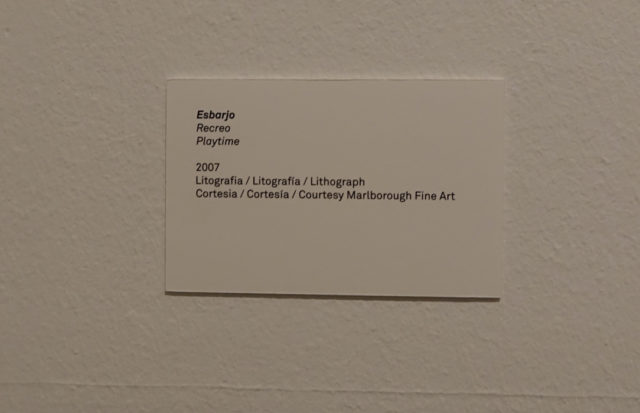 Esbarjo
Recreo
Playtime
2007
Litografia / Litografía / Lithograph
Cortesia / Cortesía / Courtesy Marlborough Fine Art